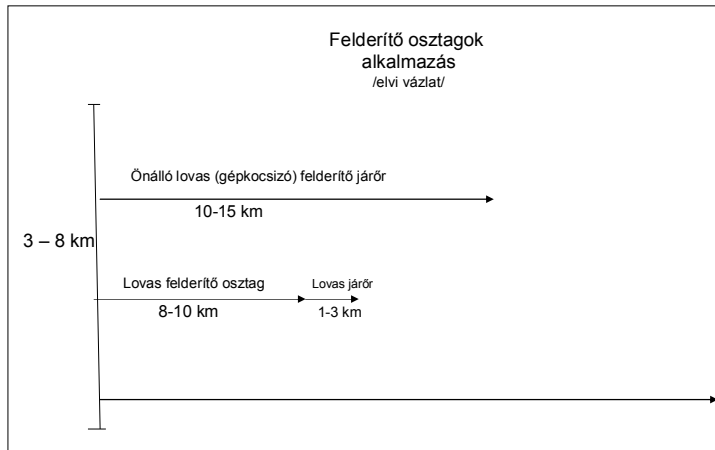 Felderítő osztagok
alkalmazás
/elvi vázlat/
Önálló lovas (gépkocsizó) felderítő járőr
10-15 km
3 – 8 km
Lovas felderítő osztag
Lovas járőr
8-10 km
1-3 km